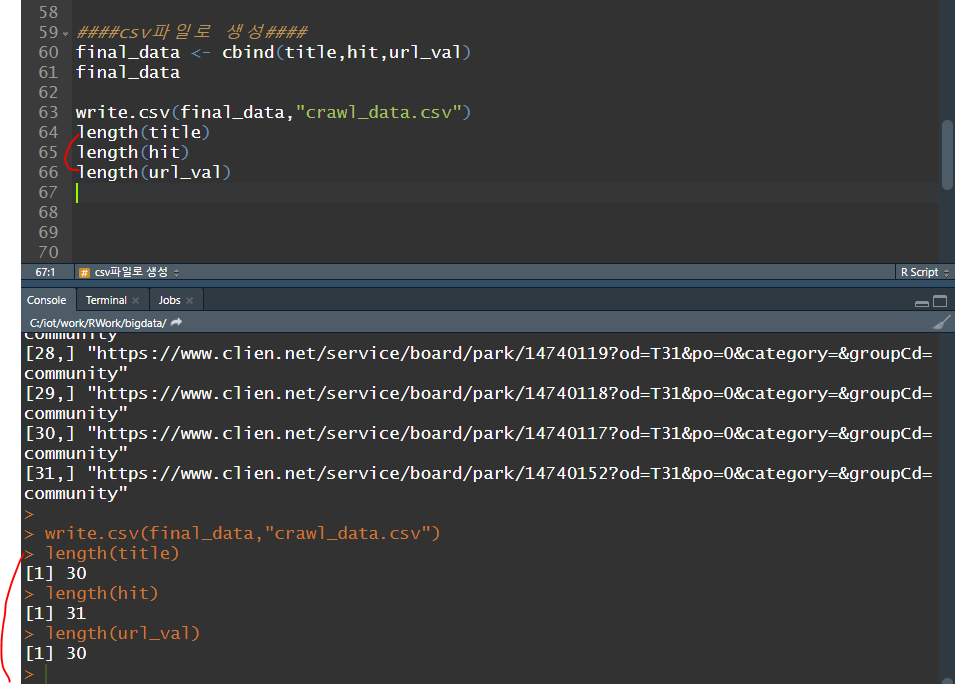 58
59 ####csv파일로 생성####
60 final_data <- cbind(title,hit,url_val)
61 final_data
62
63 write.csv(final_data,"crawl_data.csv")
64 length(title)
65 length(hit)
66 length(url_val)
67
68
69
70
67:1 # csv파일로 생성 R Script
Console Terminal Jobs
C:/iot/work/RWork/bigdata/
community"
[28,] "https://www.clien.net/service/board/park/14740119?od=T31&po=0&category=&groupCd=
community"
[29,] "https://www.clien.net/service/board/park/14740118?od=T31&po=0&category=&groupCd=
community"
[30,] "https://www.clien.net/service/board/park/14740117?od=T31&po=0&category=&groupCd=
community"
[31,] "https://www.clien.net/service/board/park/14740152?od=T31&po=0&category=&groupCd=
community"
>
> write.csv(final_data,"crawl_data.csv")
> length(title)
[1] 30
> length(hit)
[1] 31
> length(url_val)
[1] 30
>